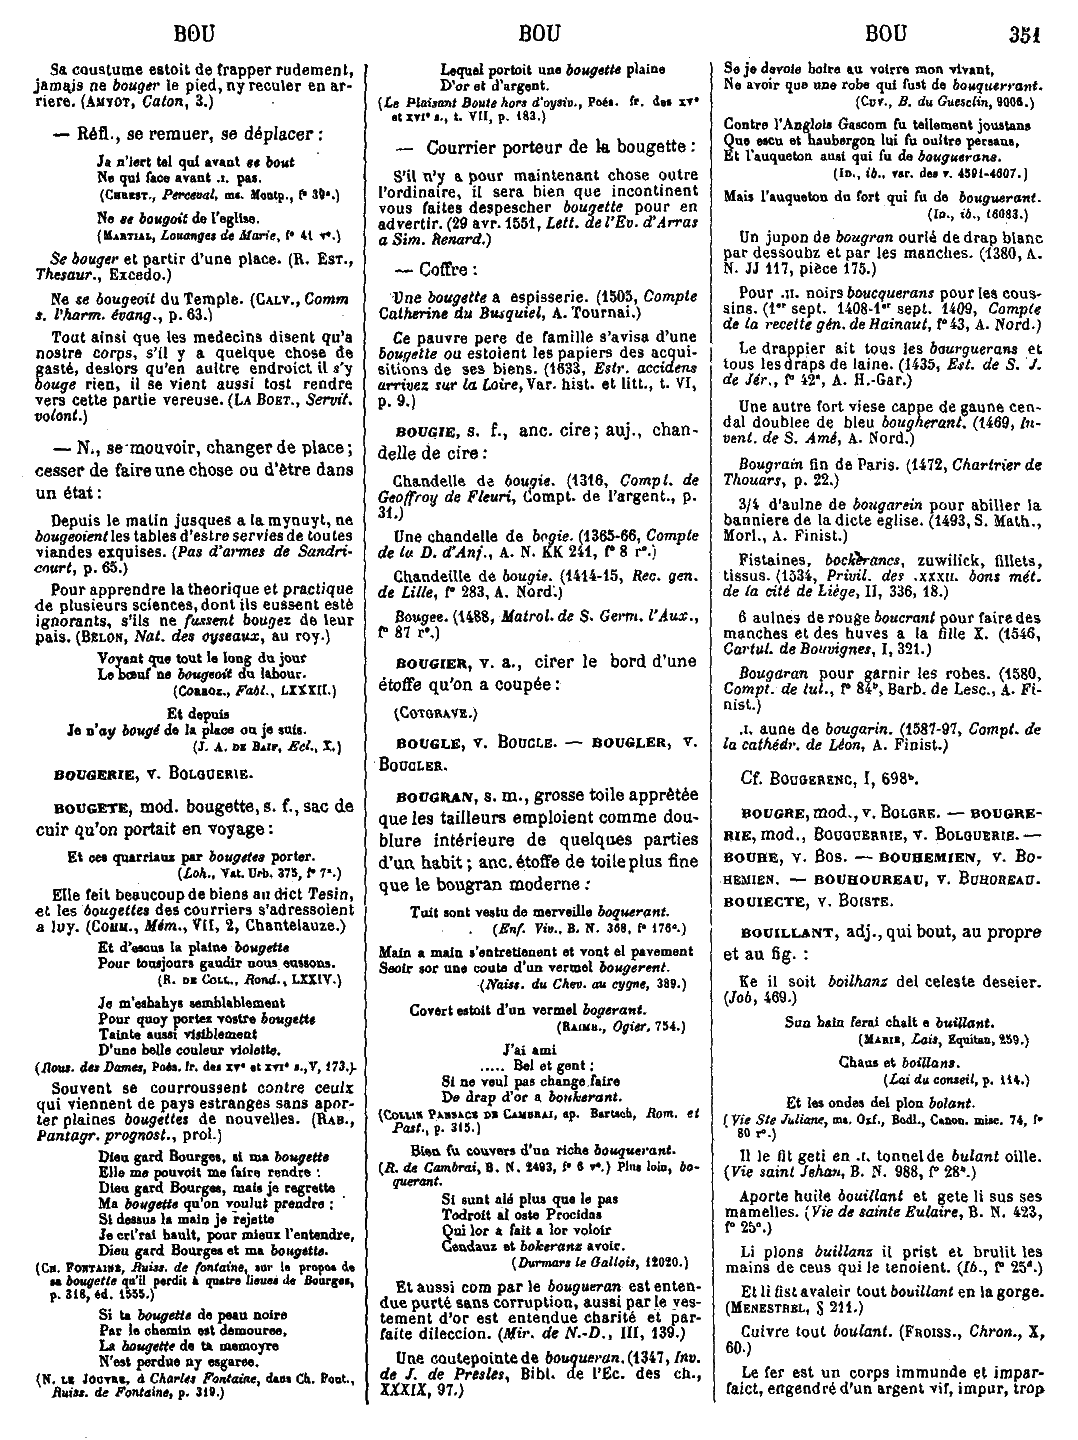 BOU BOU BOU 351
Sa coustume estoit de frapper rudement,
jamais ne bouger le pied, ny reculer en ar-
riere. (AMYOT, Caton, 3.)
— Réfl., se remuer, se déplacer :
Ja n'iert tel qui avant se bout
Ne qui face avant .I. pas.
(CHREST., Perceval, ms. Montp., f° 39ᵃ.)
Ne se bougoit de l'eglise.
(MARTIAL, Louanges de Marie, f° 41 v°.)
Se bouger et partir d'une place. (R. EST.,
Thesaur., Excedo.)
Ne se bougeoit du Temple. (CALV., Comm
s. l'harm. évang., p. 63.)
Tout ainsi que les medecins disent qu'a
nostre corps, s'il y a quelque chose de
gasté, deslors qu'en aultre endroict il s'y
bouge rien, il se vient aussi tost rendre
vers cette partie vereuse. (LA BOET., Servit.
volont.)
— N., se mouvoir, changer de place ;
cesser de faire une chose ou d'être dans
un état :
Depuis le matin jusques a la mynuyt, ne
bougeoient les tables d'estre servies de toutes
viandes exquises. (Pas d'armes de Sandri-
court, p. 65.)
Pour apprendre la theorique et practique
de plusieurs sciences, dont ils eussent esté
ignorants, s'ils ne fussent bougez de leur
pais. (BELON, Nat. des oyseaux, au roy.)
Voyant que tout le long du jour
Le bœuf ne bougeoit du labour.
(CORROZ., Fabl., LXXXII.)
Et depuis
Je n'ay bougé de la place ou je suis.
(J. A. DE BAIF, Ecl., X.)
BOUGERIE, v. BOLGUERIE.
BOUGETE, mod. bougette, s. f., sac de
cuir qu'on portait en voyage :
Et ces quarriaux par bougetes porter.
(Loh., Vat. Urb. 375, f° 7ᵃ.)
Elle feit beaucoup de biens au dict Tesin,
et les bougettes des courriers s'adressoient
a luy. (COMM., Mém., VII, 2, Chantelauze.)
Et d'escus la plaine bougette
Pour tousjours gaudir nous eussons.
(R. DE COLL., Rond., LXXIV.)
Je m'esbahys semblablement
Pour quoy portez vostre bougette
Tainte aussi visiblement
D'une belle couleur violette.
(Nous. des Dames, Poés. fr. des XVᵉ et XVIᵉ s., V, 173.)
Souvent se courroussent contre ceulx
qui viennent de pays estranges sans apor-
ter plaines bougettes de nouvelles. (RAB.,
Pantagr. prognost., prol.)
Dieu gard Bourges, si ma bougette
Elle me pouvoit me faire rendre :
Dieu gard Bourges, mais je regrette
Ma bougette qu'on voulut prendre ;
Si dessus la main je rejette
Je cri'rai hault, pour mieux l'entendre,
Dieu gard Bourges et ma bougette.
(CH. FONTAINE, Ruiss. de fontaine, sur le propos de
sa bougette qu'il perdit à quatre lieues de Bourges,
p. 316, éd. 1555.)
Si ta bougette de peau noire
Par le chemin est demouree,
La bougette de ta memoyre
N'est perdue ny esgaree.
(N. LE JOUVRE, à Charles Fontaine, dans Ch. Font.,
Ruiss. de Fontaine, p. 319.)
Lequel portoit une bougette plaine
D'or et d'argent.
(Le Plaisant Boute hors d'oysiv., Poés. fr. des XVᵉ
et XVIᵉ s., t. VII, p. 183.)
— Courrier porteur de la bougette :
S'il n'y a pour maintenant chose outre
l'ordinaire, il sera bien que incontinent
vous faites despescher bougette pour en
advertir. (29 avr. 1551, Lett. de l'Ev. d'Arras
a Sim. Renard.)
— Coffre :
Une bougette a espisserie. (1505, Compte
Catherine du Busquiel, A. Tournai.)
Ce pauvre pere de famille s'avisa d'une
bougette ou estoient les papiers des acqui-
sitions de ses biens. (1633, Estr. accidens
arrivez sur la Loire, Var. hist. et litt., t. VI,
p. 9.)
BOUGIE, s. f., anc. cire ; auj., chan-
delle de cire :
Chandelle de bougie. (1316, Compt. de
Geoffroy de Fleuri, Compt. de l'argent., p.
31.)
Une chandelle de bogie. (1365-66, Compte
de la D. d'Anj., A. N. KK 241, f° 8 r°.)
Chandeille de bougie. (1414-15, Rec. gen.
de Lille, f° 283, A. Nord.)
Bougee. (1488, Matrol. de S. Germ. l'Aux.,
f° 87 r°.)
BOUGIER, v. a., cirer le bord d'une
étoffe qu'on a coupée :
(COTGRAVE.)
BOUGLE, v. BOUCLE. — BOUGLER, v.
BOUCLER.
BOUGRAN, s. m., grosse toile apprêtée
que les tailleurs emploient comme dou-
blure intérieure de quelques parties
d'un habit ; anc. étoffe de toile plus fine
que le bougran moderne :
Tuit sont vestu de merveille boquerant.
(Enf. Viv., B. N. 368, f° 176ᵃ.)
Main a main s'entretienent et vont el pavement
Seoir sor une coute d'un vermel bougerent.
(Naiss. du Chev. au cygne, 389.)
Covert estoit d'un vermel bogerant.
(RAIMB., Ogier, 754.)
J'ai ami
..... Bel et gent ;
Si ne veul pas change faire
De drap d'or a bonkerant.
(COLLIN PANSACE DE CAMBRAI, ap. Bartsch, Rom. et
Past., p. 315.)
Bien fu couvers d'un riche bouquerant.
(R. de Cambrai, B. N. 2493, f° 6 v°.) Plus loin, bo-
querant.
Si sunt alé plus que le pas
Todroit al oste Procidas
Qui lor a fait a lor voloir
Cendauz et bokeranz avoir.
(Durmars le Gallois, 12020.)
Et aussi com par le bougueran est enten-
due purté sans corruption, aussi par le ves-
tement d'or est entendue charité et par-
faite dileccion. (Mir. de N.-D., III, 139.)
Une coutepointe de bouqueran. (1347, Inv.
de J. de Presles, Bibl. de l'Ec. des ch.,
XXXIX, 97.)
Se je devoie boire au voirre mon vivant,
Ne avoir que une robe qui fust de bouquerrant.
(CUV., B. du Guesclin, 9006.)
Contre l'Anglois Gascom fu tellement joustans
Que escu et haubergon lui fu oultre persans,
Et l'auqueton ausi qui fu de bouguerans.
(ID., ib., var. des v. 4591-4607.)
Mais l'auqueton du fort qui fu de bouguerant.
(ID., ib., 16083.)
Un jupon de bougran ourlé de drap blanc
par dessoubz et par les manches. (1380, A.
N. JJ 117, pièce 175.)
Pour .II. noirs boucquerans pour les cous-
sins. (1ᵉʳ sept. 1408-1ᵉʳ sept. 1409, Compte
de la recette gén. de Hainaut, f° 43, A. Nord.)
Le drappier ait tous les bourguerans et
tous les draps de laine. (1435, Est. de S. J.
de Jér., f° 42ᵃ, A. H.-Gar.)
Une autre fort viese cappe de gaune cen-
dal doublee de bleu bougherant. (1469, In-
vent. de S. Amé, A. Nord.)
Bougrain fin de Paris. (1472, Chartrier de
Thouars, p. 22.)
3/4 d'aulne de bougarein pour abiller la
banniere de la dicte eglise. (1493, S. Math.,
Morl., A. Finist.)
Fistaines, bockerancs, zuwilick, fillets,
tissus. (1534, Privil. des .XXXII. bons mét.
de la cité de Liège, II, 336, 18.)
6 aulnes de rouge boucrant pour faire des
manches et des huves a la fille X. (1546,
Cartul. de Bouvignes, I, 321.)
Bougaran pour garnir les robes. (1580,
Compt. de tut., f° 84ᵇ, Barb. de Lesc., A. Fi-
nist.)
.I. aune de bougarin. (1587-97, Compt. de
la cathédr. de Léon, A. Finist.)
Cf. BOUGERENC, I, 698ᵇ.
BOUGRE, mod., v. BOLGRE. — BOUGRE-
RIE, mod., BOUGUERRIE, v. BOLGUERIE. —
BOUHE, v. BOS. — BOUHEMIEN, v. BO-
HEMIEN. — BOUHOUREAU, v. BUHOREAU.
BOUIECTE, v. BOISTE.
BOUILLANT, adj., qui bout, au propre
et au fig. :
Ke il soit boilhanz del celeste deseier.
(Job, 469.)
Sun bain ferai chalt e buillant.
(MARIE, Lais, Equitan, 259.)
Chaus et boillans.
(Lai du conseil, p. 114.)
Et les ondes del plon bolant.
(Vie Ste Juliane, ms. Oxf., Bodl., Canon. misc. 74, f°
80 r°.)
Il le fit geti en .I. tonnel de bulant oille.
(Vie saint Jehan, B. N. 988, f° 28ᵃ.)
Aporte huile bouillant et gete li sus ses
mamelles. (Vie de sainte Eulaire, B. N. 423,
f° 25ᵃ.)
Li plons buillanz il prist et brulit les
mains de ceus qui le tenoient. (Ib., f° 25ᵈ.)
Et li fist avaleir tout bouillant en la gorge.
(MENESTREL, § 211.)
Cuivre tout boulant. (FROISS., Chron., X,
60.)
Le fer est un corps immunde et impar-
faict, engendré d'un argent vif, impur, trop